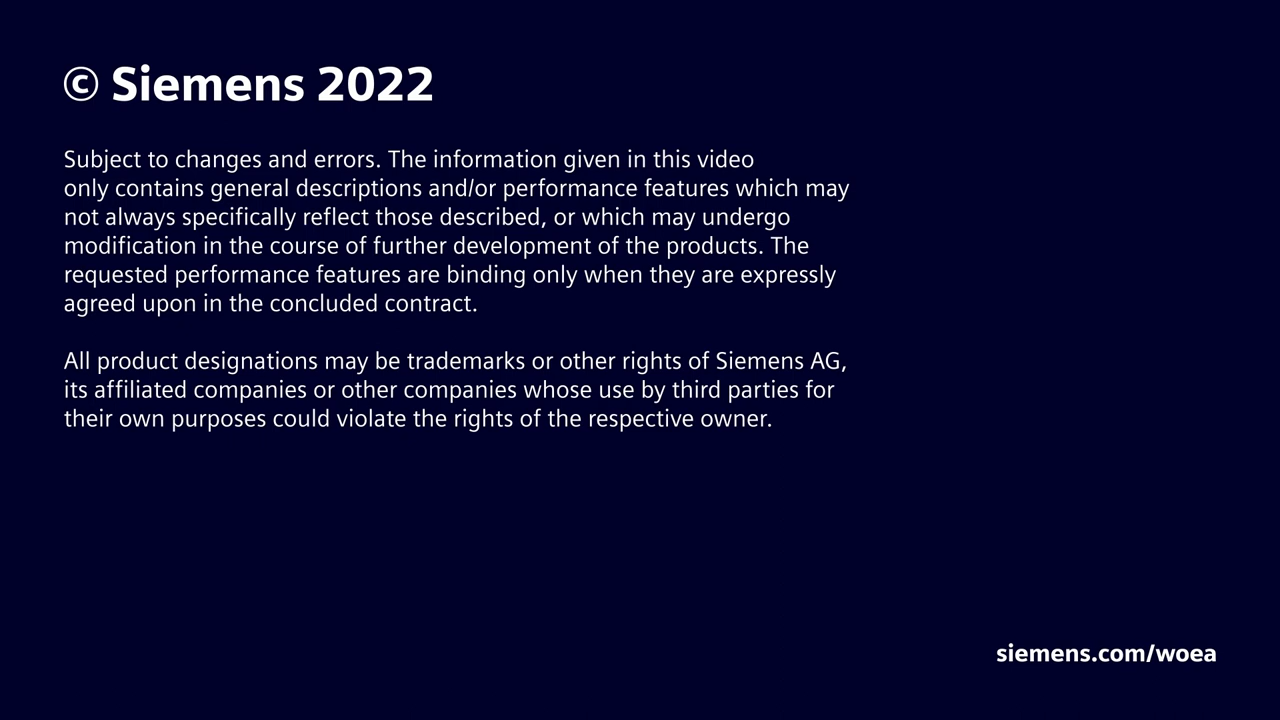 © Siemens 2022
Subject to changes and errors. The information given in this video
only contains general descriptions and/or performance features which may
not always specifically reflect those described, or which may undergo
modification in the course of further development of the products. The
requested performance features are binding only when they are expressly
agreed upon in the concluded contract.
All product designations may be trademarks or other rights of Siemens AG,
its affiliated companies or other companies whose use by third parties for
their own purposes could violate the rights of the respective owner.
siemens.com/woea